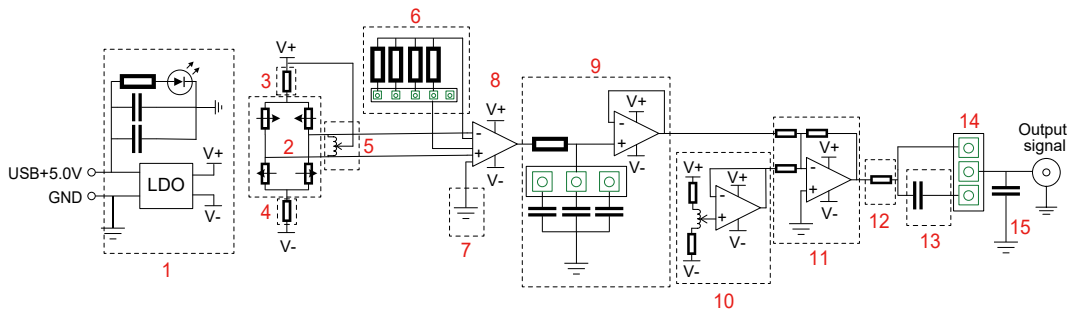 6
V+
3
V+
8
V+
V-
9
V+
V-
USB+5.0V
GND
LDO
V+
V-
1
2
5
4
V-
7
V+
V-
V+
V-
10
V+
V-
11
12
13
14
15
Output
signal
-
+
-
+
-
+
-
+